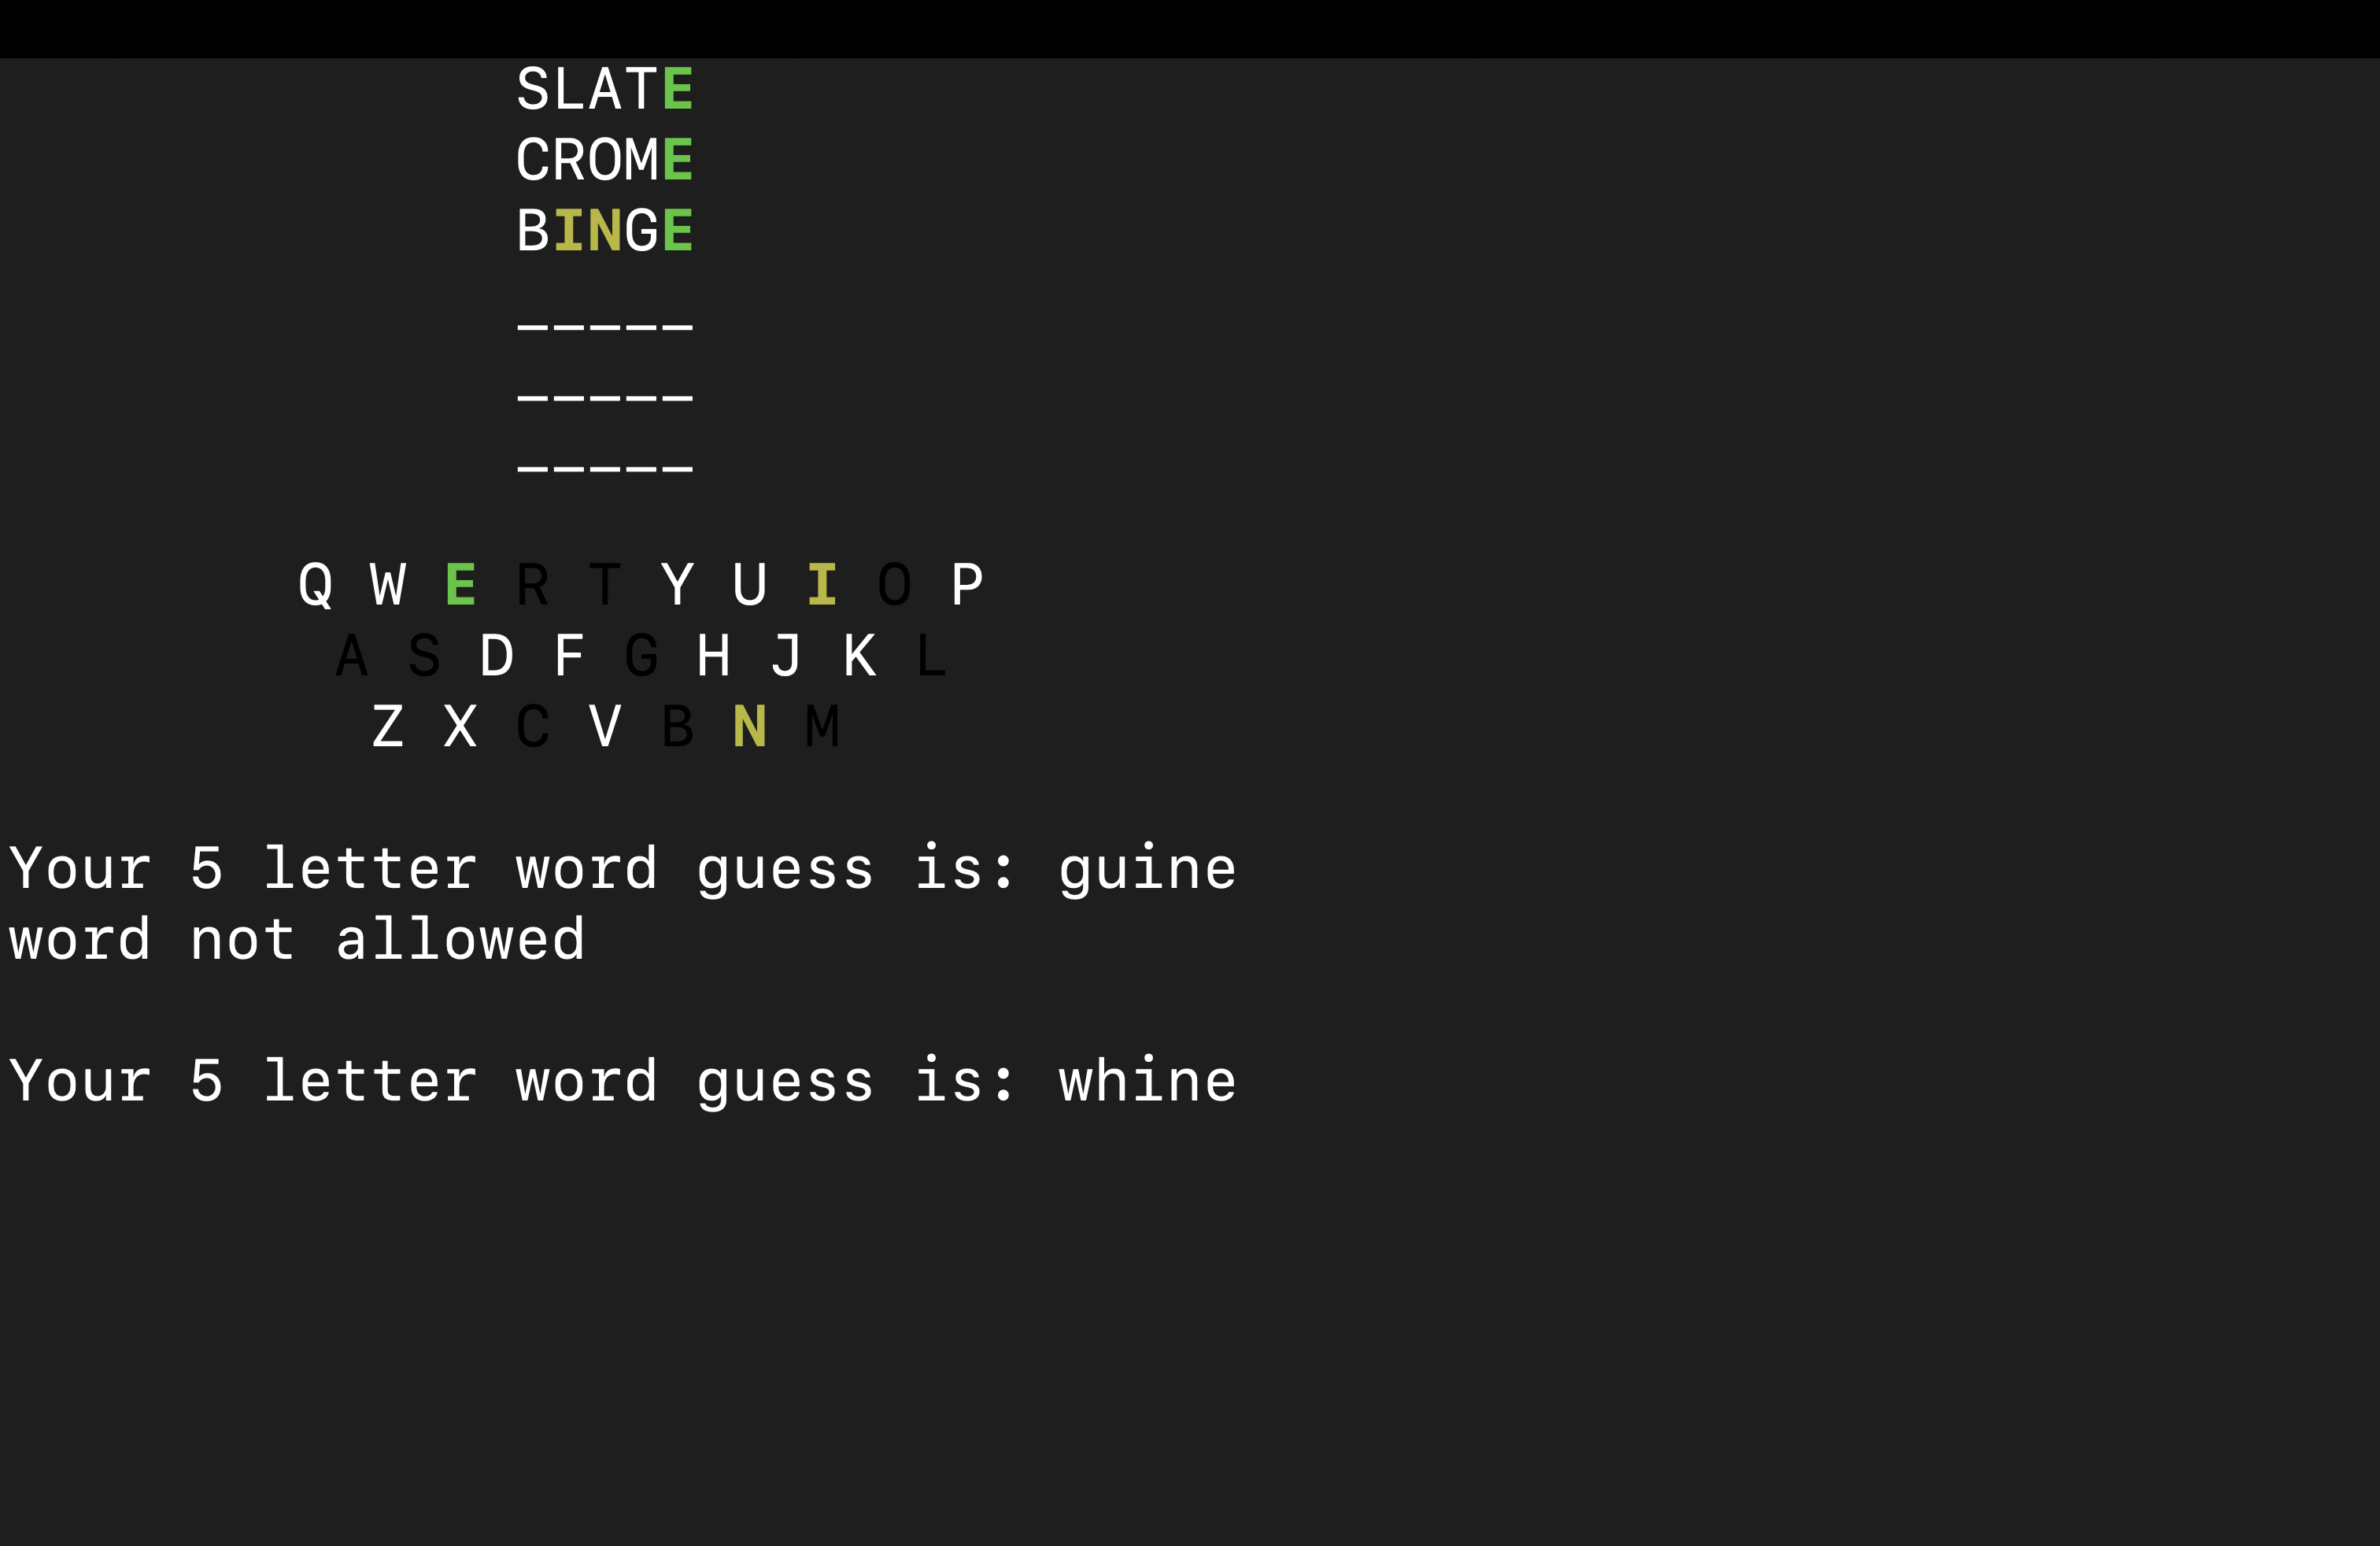 SLATE
CROME
BINGE
_____
_____
_____
Q W E R T Y U I O P
A S D F G H J K L
Z X C V B N M
Your 5 letter word guess is: guine
word not allowed
Your 5 letter word guess is: whine